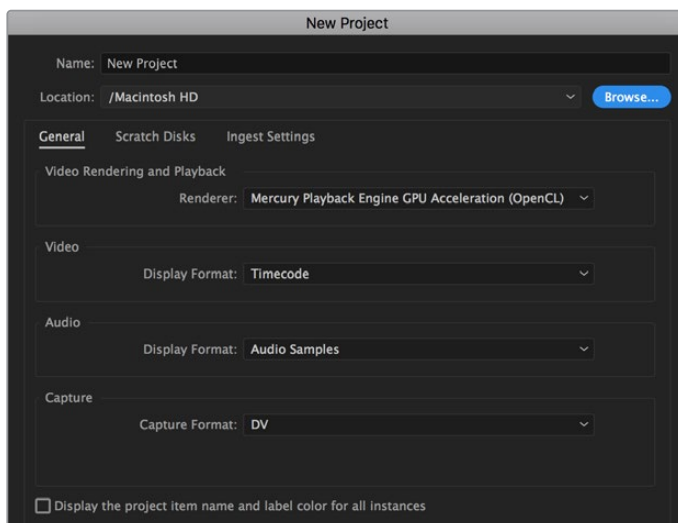 New Project
Name: New Project
Location: /Macintosh HD Browse...
General Scratch Disks Ingest Settings
Video Rendering and Playback
Renderer: Mercury Playback Engine GPU Acceleration (OpenCL)
Video
Display Format: Timecode
Audio
Display Format: Audio Samples
Capture
Capture Format: DV
Display the project item name and label color for all instances